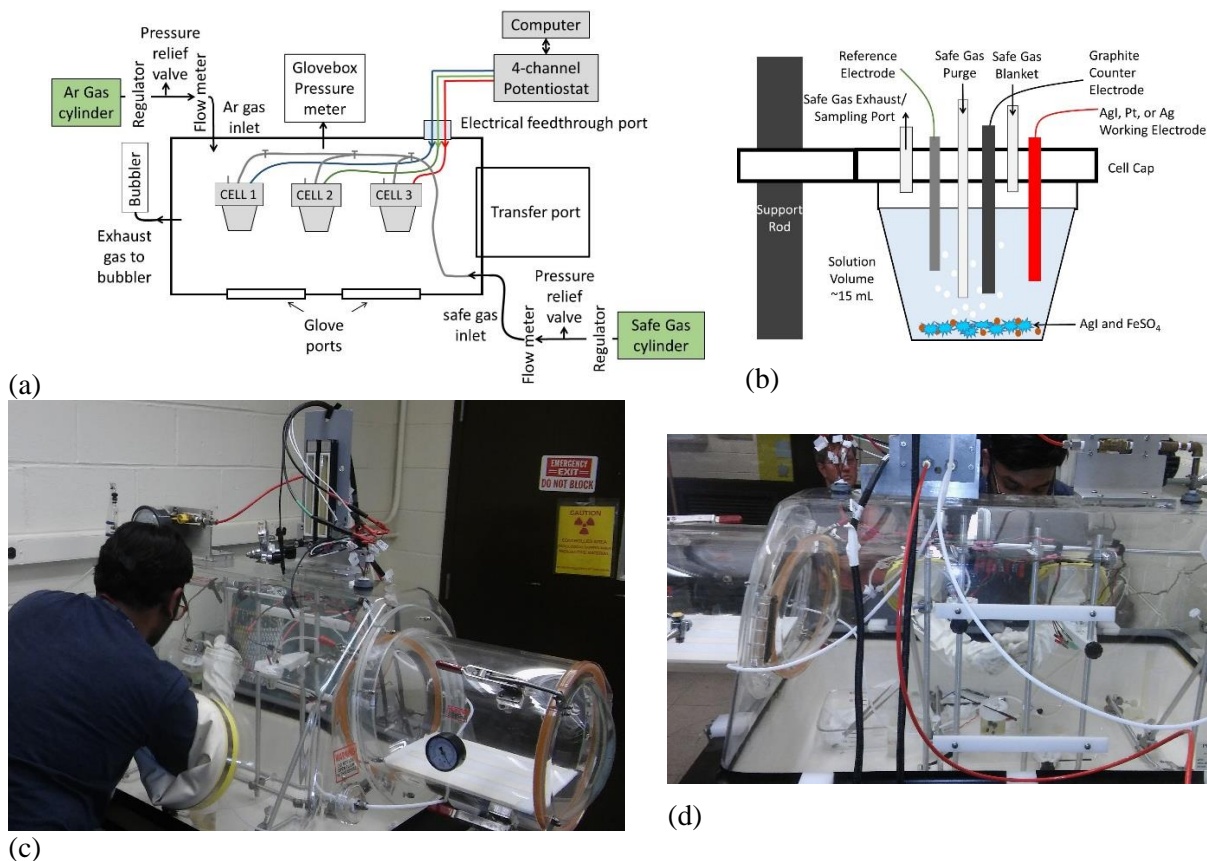 Pressure
relief
valve
Ar Gas
cylinder
Regulator
Flow meter
Ar gas
inlet
Glovebox
Pressure
meter
Computer
4-channel
Potentiostat
Electrical feedthrough port
Bubbler
CELL 1
CELL 2
CELL 3
Transfer port
Exhaust
gas to
bubbler
Glove
ports
safe gas
inlet
Flow meter
Pressure
relief
valve
Regulator
Safe Gas
cylinder
(a)
Reference
Electrode
Safe Gas
Purge
Safe Gas
Blanket
Graphite
Counter
Electrode
Safe Gas Exhaust/
Sampling Port
AgI, Pt, or Ag
Working Electrode
Cell Cap
Support
Rod
Solution
Volume
~15 mL
AgI and FeSO4
(b)
EMERGENCY
EXIT
DO NOT BLOCK
CAUTION
(c)
(d)